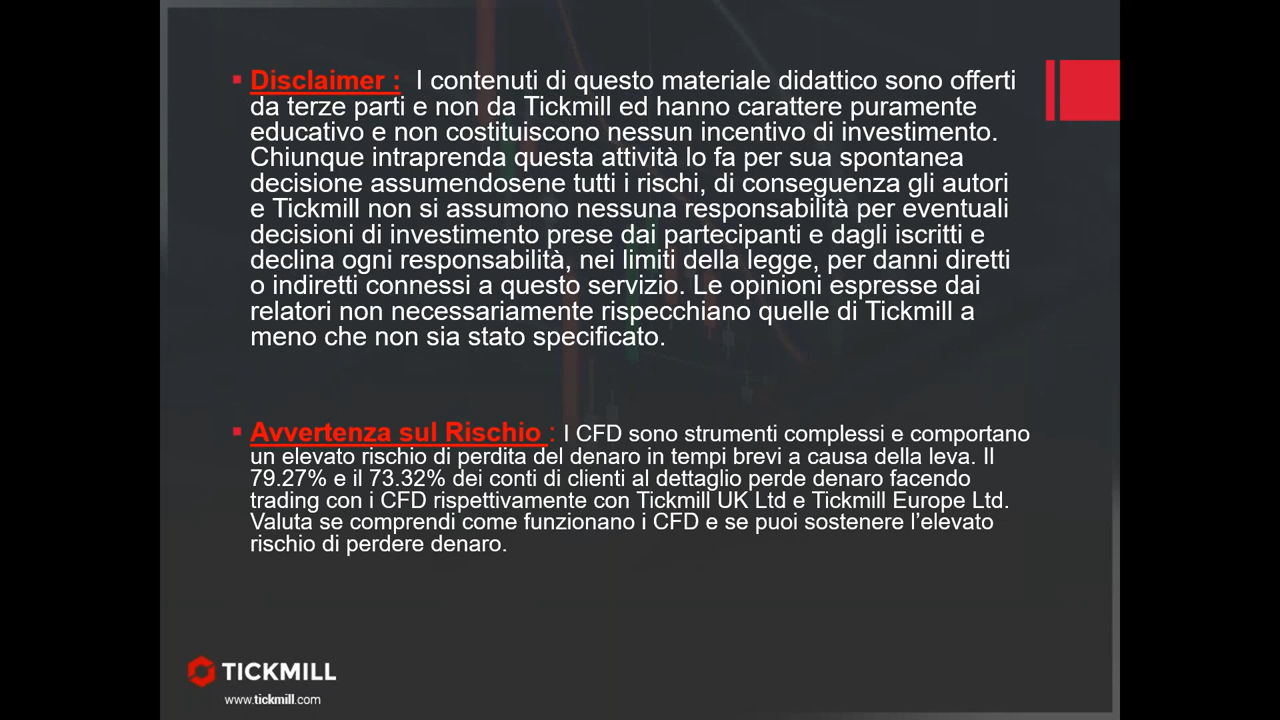 Disclaimer : I contenuti di questo materiale didattico sono offerti
da terze parti e non da Tickmill ed hanno carattere puramente
educativo e non costituiscono nessun incentivo di investimento.
Chiunque intraprenda questa attività lo fa per sua spontanea
decisione assumendosene tutti i rischi, di conseguenza gli autori
e Tickmill non si assumono nessuna responsabilità per eventuali
decisioni di investimento prese dai partecipanti e dagli iscritti e
declina ogni responsabilità, nei limiti della legge, per danni diretti
o indiretti connessi a questo servizio. Le opinioni espresse dai
relatori non necessariamente rispecchiano quelle di Tickmill a
meno che non sia stato specificato.
Avvertenza sul Rischio : I CFD sono strumenti complessi e comportano
un elevato rischio di perdita del denaro in tempi brevi a causa della leva. Il
79.27% e il 73.32% dei conti di clienti al dettaglio perde denaro facendo
trading con i CFD rispettivamente con Tickmill UK Ltd e Tickmill Europe Ltd.
Valuta se comprendi come funzionano i CFD e se puoi sostenere l’elevato
rischio di perdere denaro.
TICKMILL
www.tickmill.com